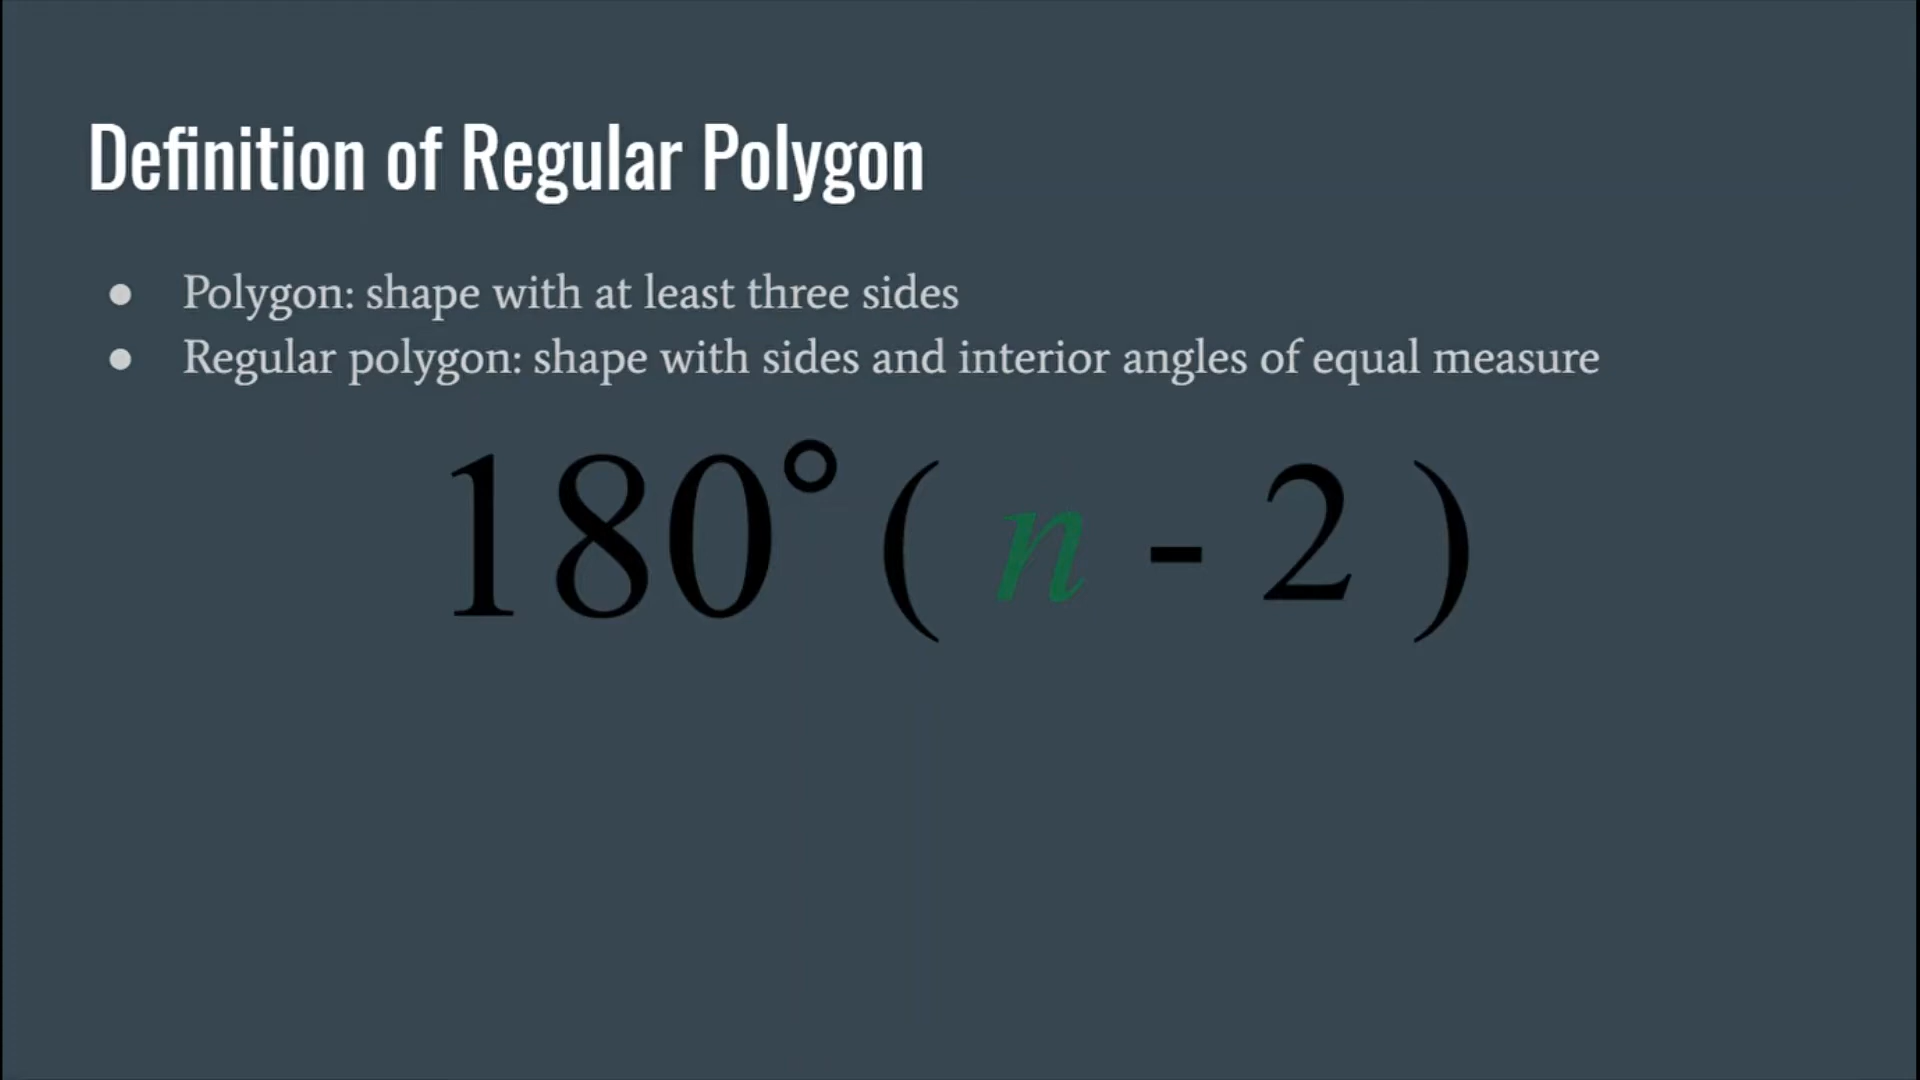 Definition of Regular Polygon
● Polygon: shape with at least three sides
● Regular polygon: shape with sides and interior angles of equal measure
180° ( n - 2 )